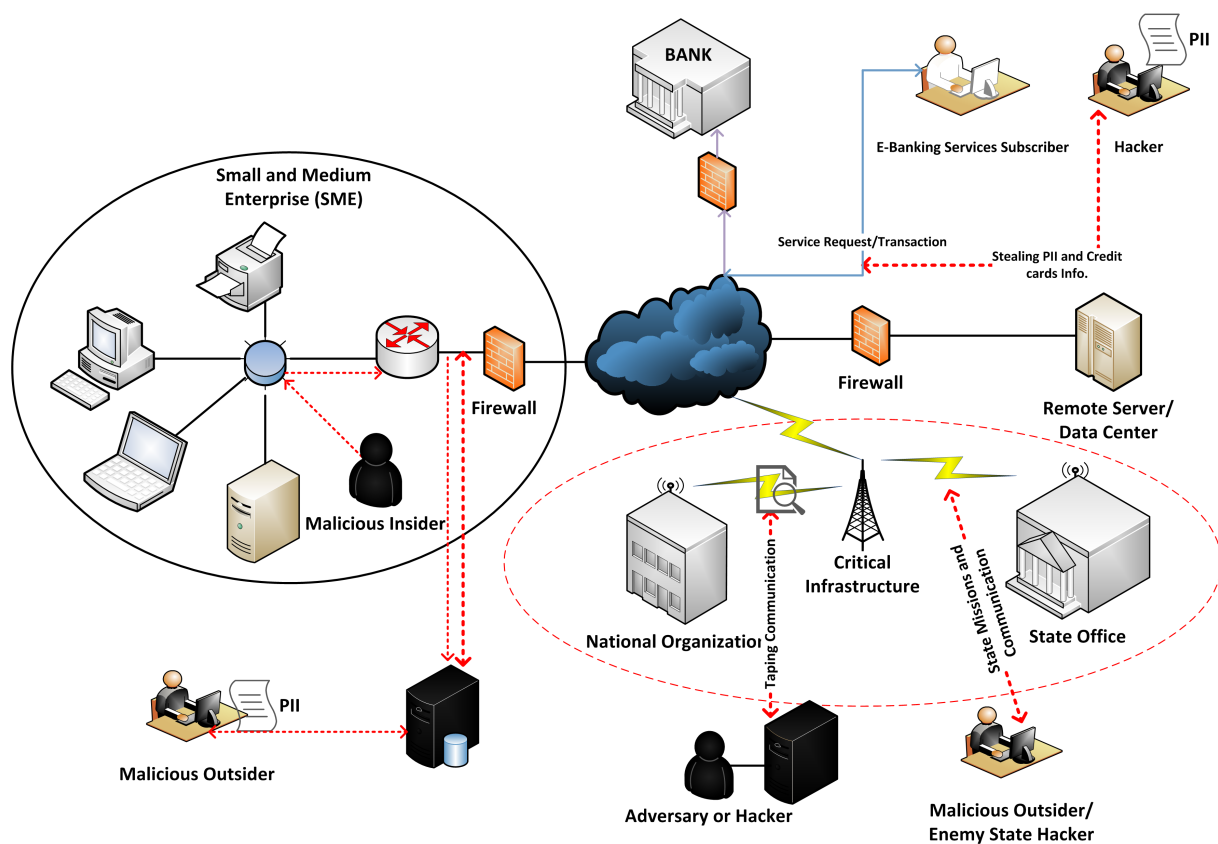 BANK
PII
E-Banking Services Subscriber
Hacker
Small and Medium
Enterprise (SME)
Service Request/Transaction
Stealing PII and Credit
cards Info.
Firewall
Firewall
Remote Server/
Data Center
Malicious Insider
Critical
Infrastructure
National Organization
State Office
Taping Communication
State Missions and
Communication
PII
Malicious Outsider
Adversary or Hacker
Malicious Outsider/
Enemy State Hacker